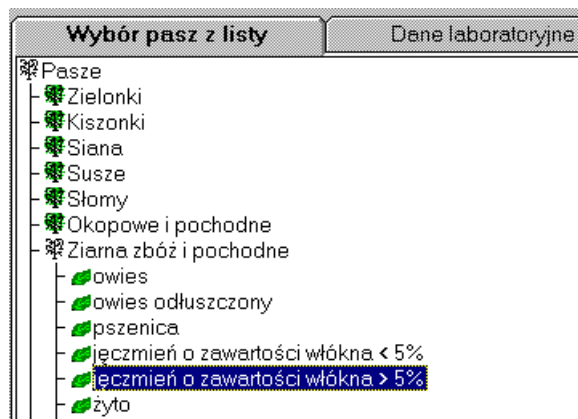 Wybór pasz z listy
Dane laboratoryjne
Pasze
Zielonki
Kiszonki
Siana
Susze
Słomy
Okopowe i pochodne
Ziarna zbóż i pochodne
owies
owies odłuszczony
pszenica
jęczmień o zawartości włókna < 5%
jęczmień o zawartości włókna > 5%
żyto